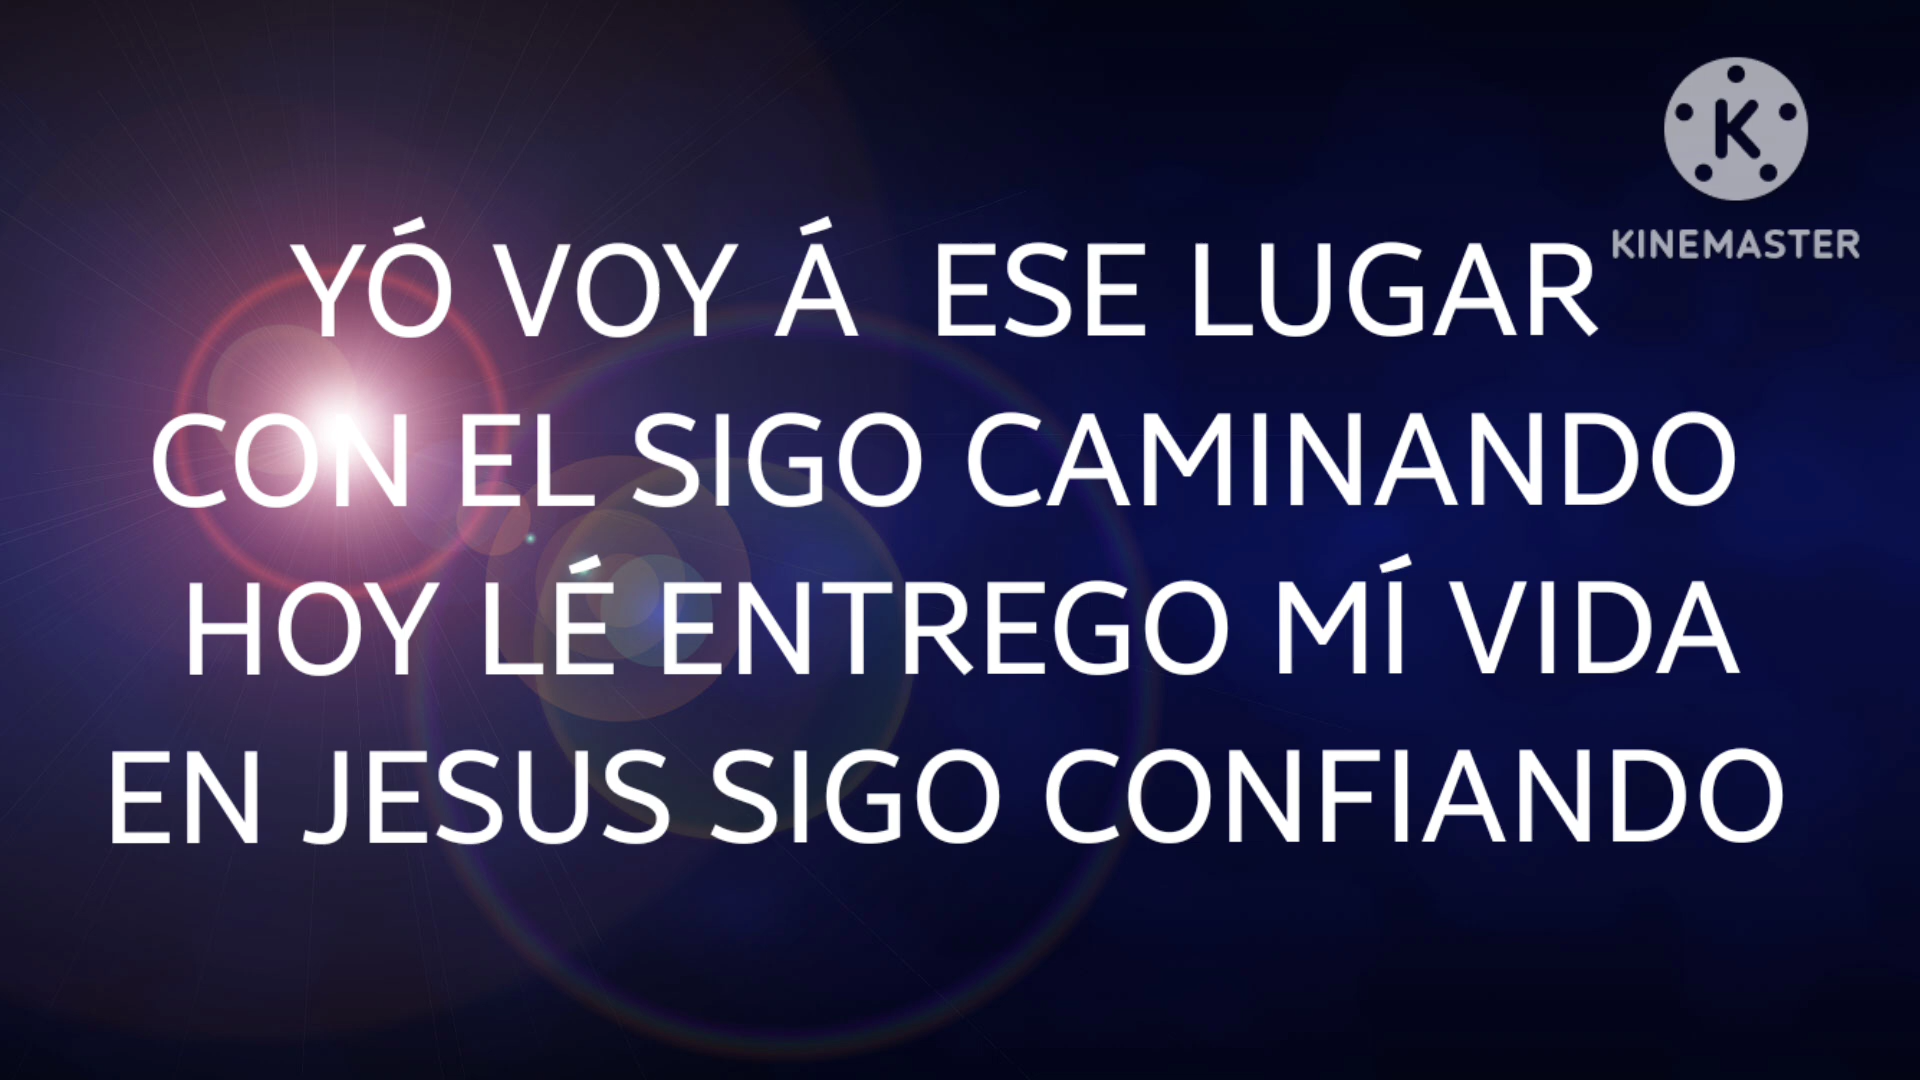 K
KINEMASTER
YÓ VOY Á ESE LUGAR
CON EL SIGO CAMINANDO
HOY LÉ ENTREGO MÍ VIDA
EN JESUS SIGO CONFIANDO